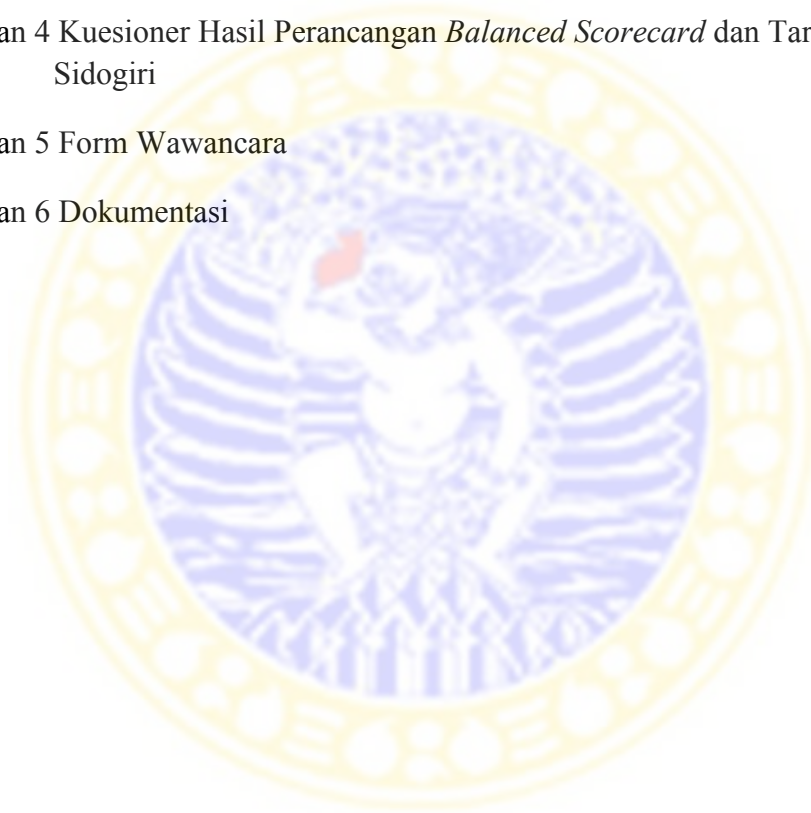 an 4 Kuesioner Hasil Perancangan Balanced Scorecard dan Tar
Sidogiri
an 5 Form Wawancara
an 6 Dokumentasi